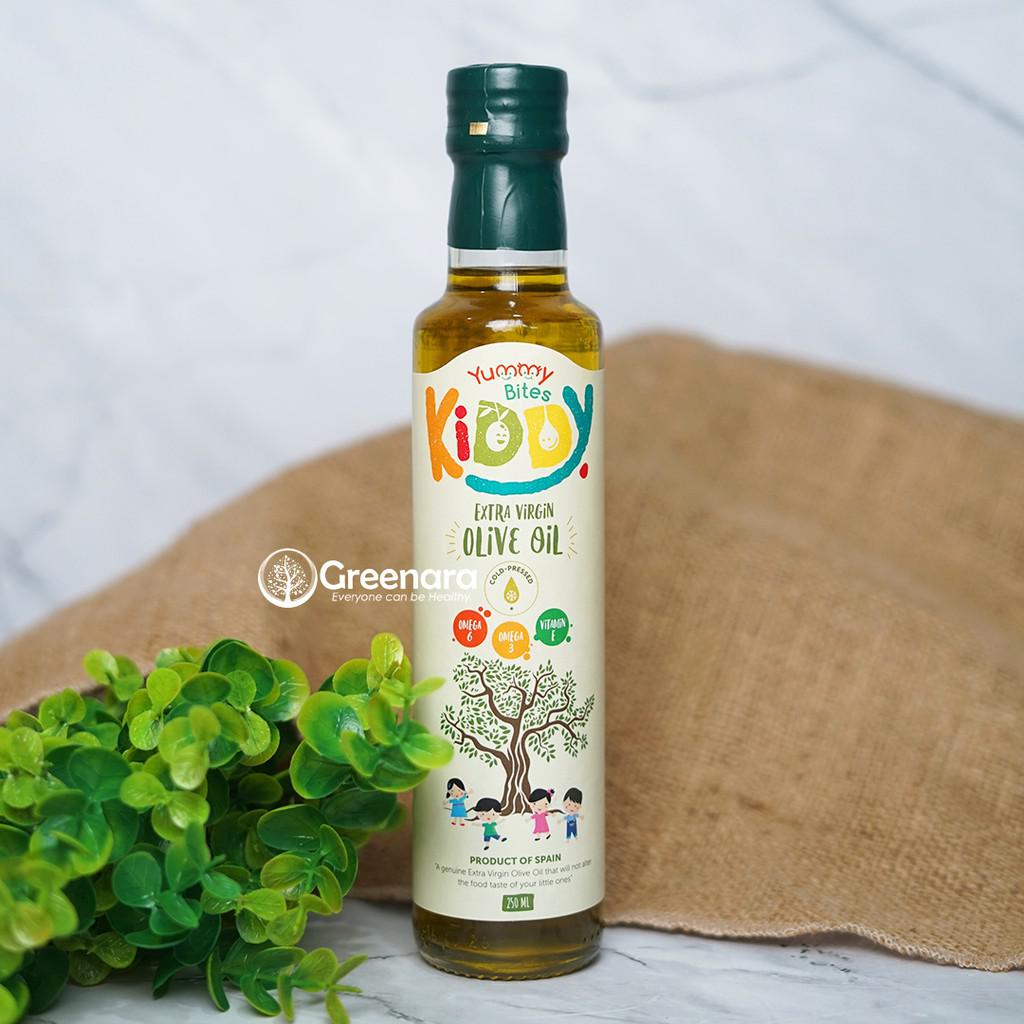 Yummy
Bites
KiDDY.
EXTRA VIRGIN
OLIVE OIL
COLD-PRESSED
OMEGA
6
OMEGA
3
VITAMIN
E
PRODUCT OF SPAIN
"A genuine Extra Virgin Olive Oil that will not alter
the food taste of your little ones"
250 ML
Greenara
Everyone can be Healthy